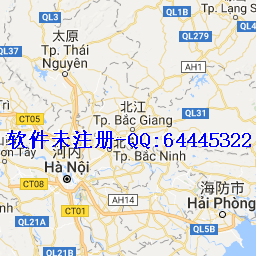 QL3
QL1B
Tp. Lạng S
太原
Tp. Thái
Nguyên
QL279
QL37
AH1
北江
Tp. Bắc Giang
CT05
QL31
软件未注册 QQ:64445322
河内
Hà Nội
Tp. Bắc Ninh
CT08
海防市
Hải Phòng
AH14
CT01
QL21A
QL5B
QL21B